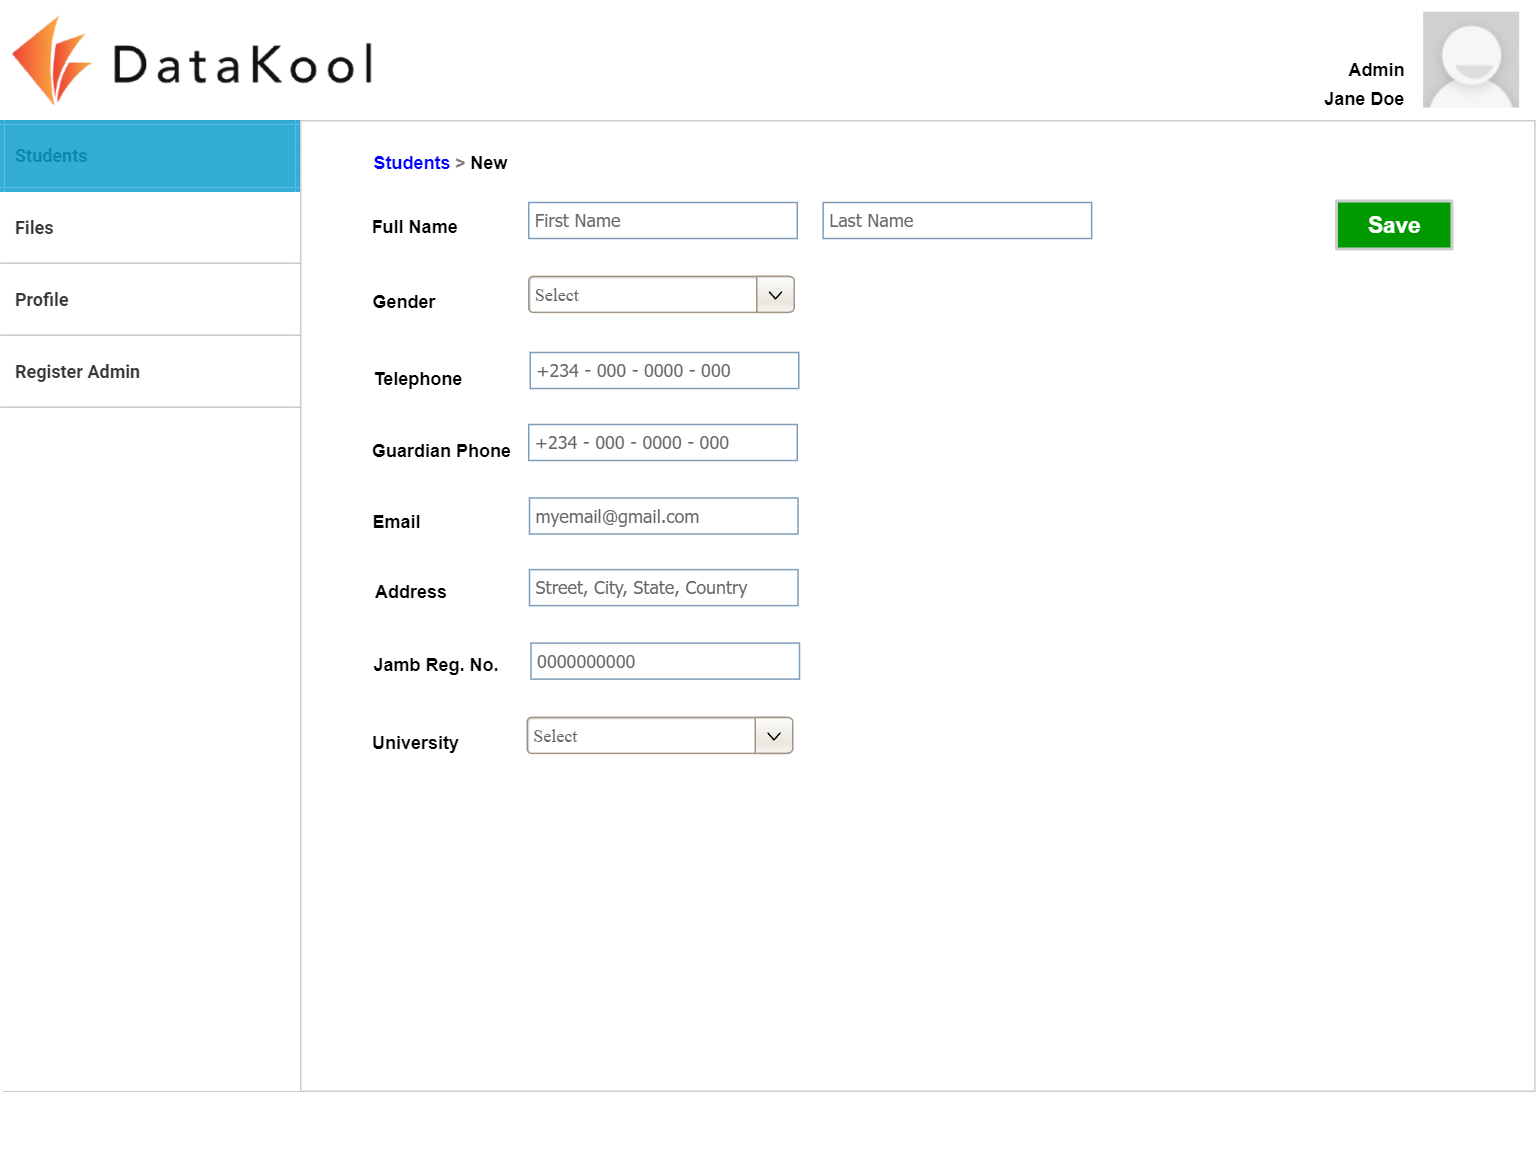 DataKool
Admin
Jane Doe
Students
Files
Profile
Register Admin
Students > New
Full Name
First Name
Last Name
Save
Gender
Select
Telephone
+234 - 000 - 0000 - 000
Guardian Phone
+234 - 000 - 0000 - 000
Email
myemail@gmail.com
Address
Street, City, State, Country
Jamb Reg. No.
0000000000
University
Select